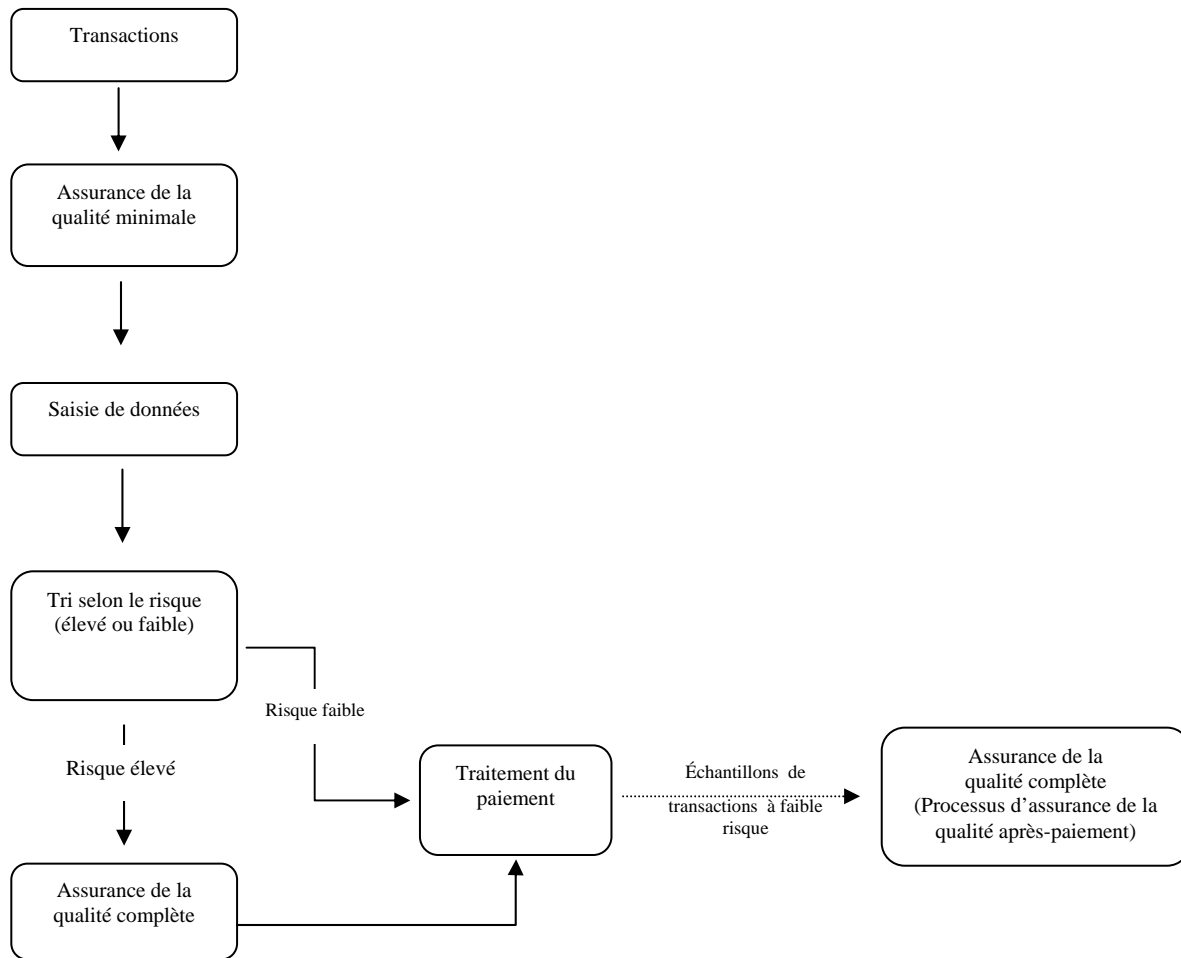 Transactions
Assurance de la
qualité minimale
Saisie de données
Tri selon le risque
(élevé ou faible)
Risque faible
Risque élevé
Traitement du
paiement
Échantillons de
transactions à faible
risque
Assurance de la
qualité complète
(Processus d’assurance de la
qualité après-paiement)
Assurance de la
qualité complète